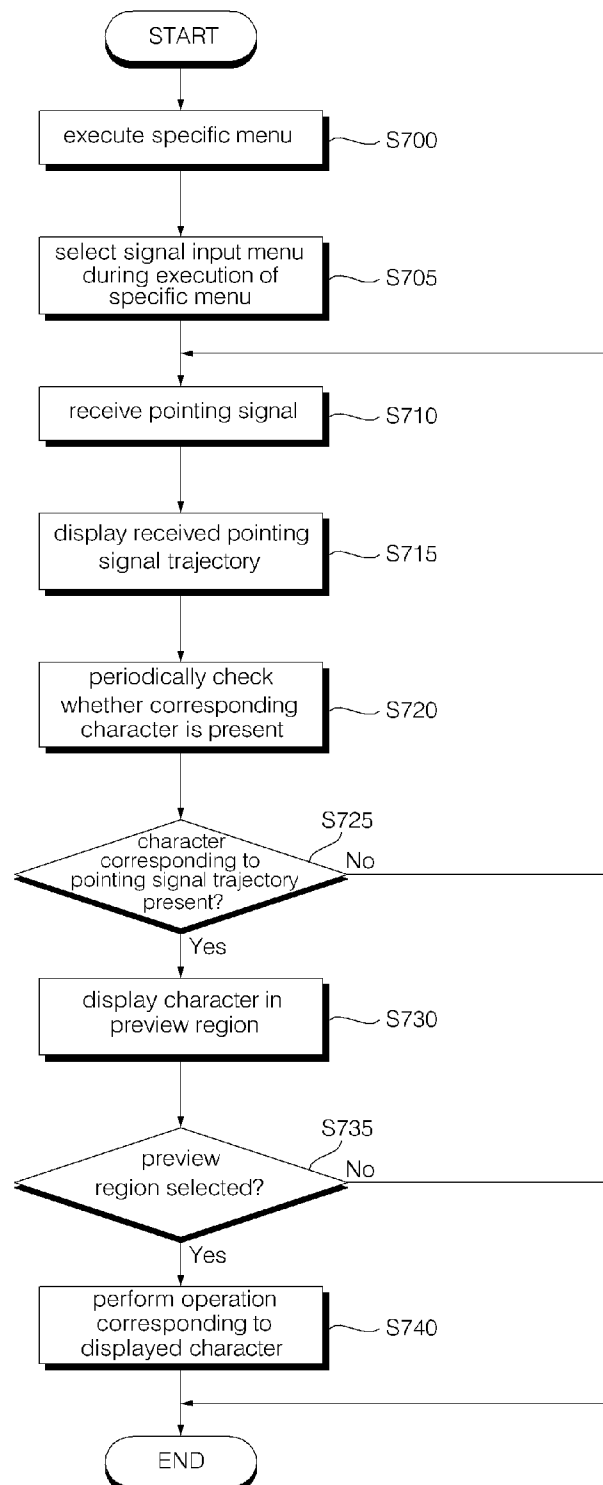 START
execute specific menu
S700
select signal input menu
during execution of
specific menu
S705
receive pointing signal
S710
display received pointing
signal trajectory
S715
periodically check
whether corresponding
character is present
S720
S725
character
corresponding to
pointing signal trajectory
present?
No
Yes
display character in
preview region
S730
S735
preview
region selected?
No
Yes
perform operation
corresponding to
displayed character
S740
END